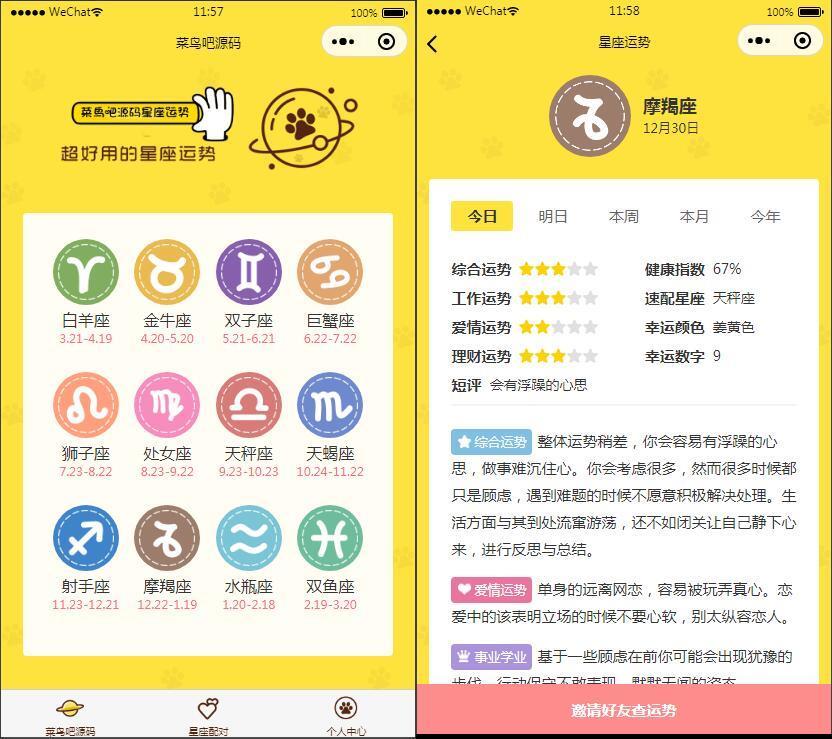 WeChat 11:57 100%
菜鸟吧源码
菜鸟吧源码星座运势
超好用的星座运势
白羊座 金牛座 双子座 巨蟹座
3.21-4.19 4.20-5.20 5.21-6.21 6.22-7.22
狮子座 处女座 天秤座 天蝎座
7.23-8.22 8.23-9.22 9.23-10.23 10.24-11.22
射手座 摩羯座 水瓶座 双鱼座
11.23-12.21 12.22-1.19 1.20-2.18 2.19-3.20
菜鸟吧源码 星座配对 个人中心
WeChat 11:58 100%
星座运势
摩羯座
12月30日
今日 明日 本周 本月 今年
综合运势 健康指数 67%
工作运势 速配星座 天秤座
爱情运势 幸运颜色 姜黄色
理财运势 幸运数字 9
短评 会有浮躁的心思
综合运势 整体运势稍差，你会容易有浮躁的心
思，做事难沉住心。你会考虑很多，然而很多时候都
只是顾虑，遇到难题的时候不愿意积极解决处理。生
活方面与其到处流窜游荡，还不如闭关让自己静下心
来，进行反思与总结。
爱情运势 单身的远离网恋，容易被玩弄真心。恋
爱中的该表明立场的时候不要心软，别太纵容恋人。
事业学业 基于一些顾虑在前你可能会出现犹豫的
步伐，行动保守不敢表现，默默无闻的姿态
邀请好友查运势